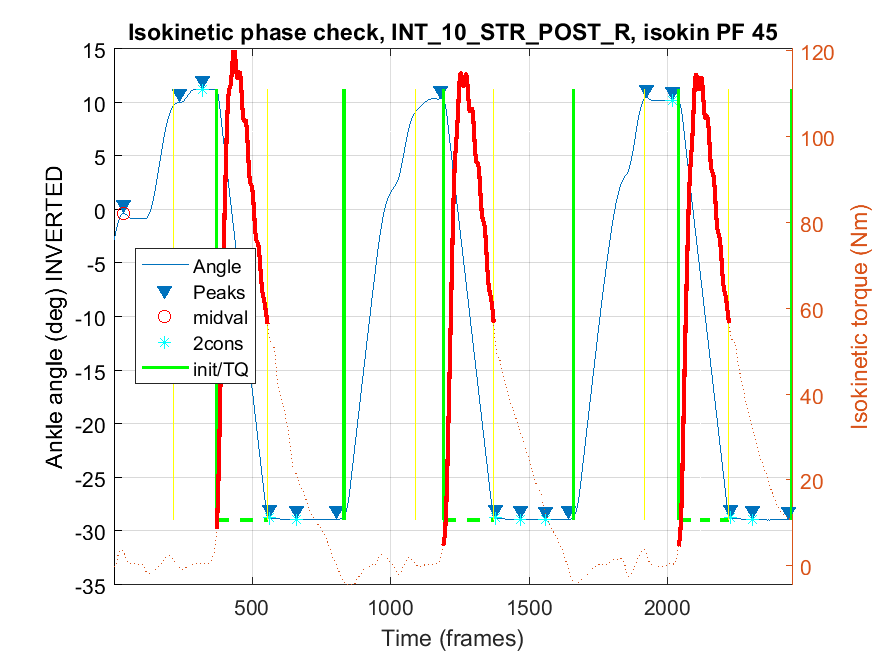 Isokinetic phase check, INT_10_STR_POST_R, isokin PF 45
15
10
5
0
-5
-10
-15
-20
-25
-30
-35
Ankle angle (deg) INVERTED
Angle
Peaks
midval
2cons
init/TQ
120
100
80
60
40
20
0
Isokinetic torque (Nm)
500
1000
1500
2000
Time (frames)